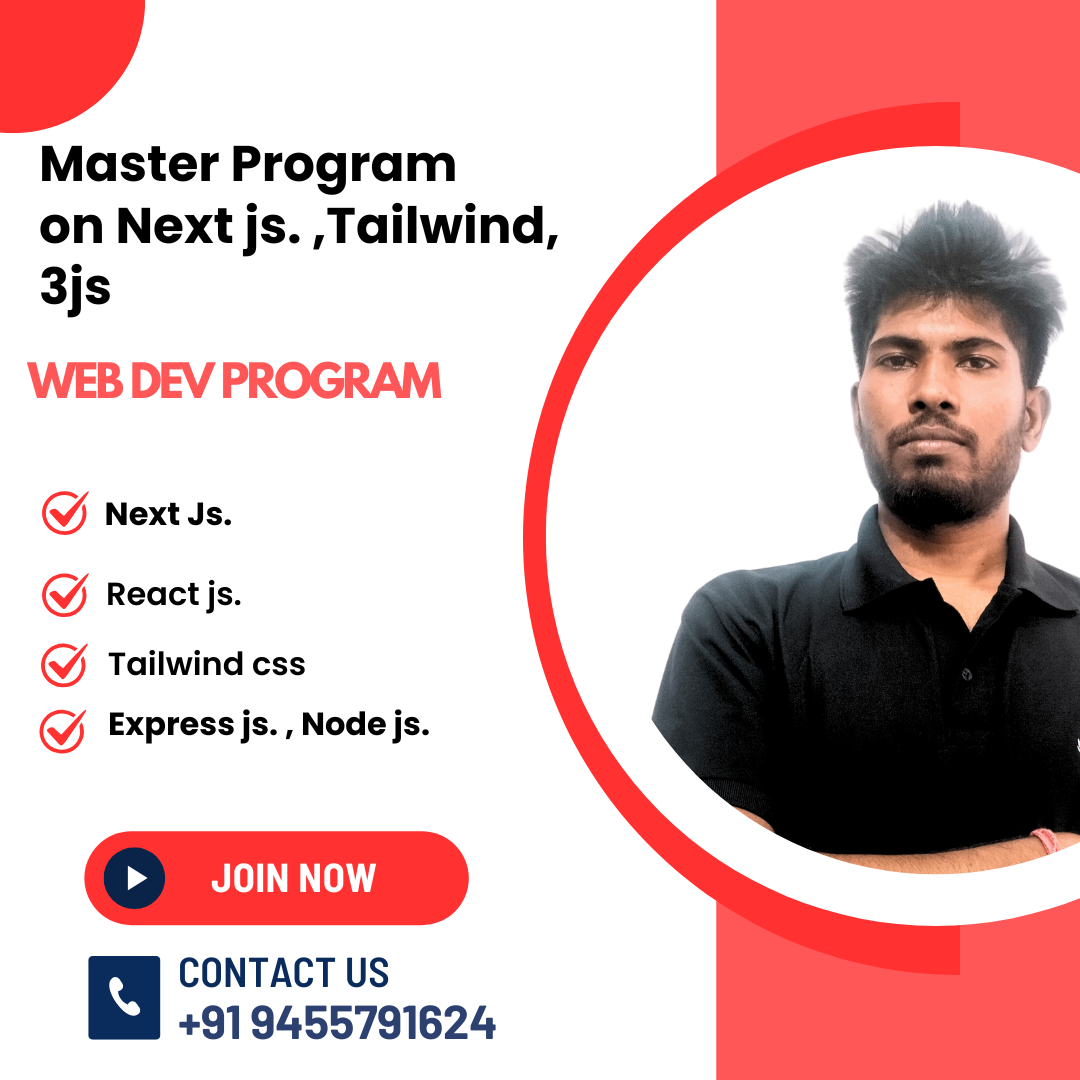 Master Program
on Next js. ,Tailwind,
3js
WEB DEV PROGRAM
Next Js.
React js.
Tailwind css
Express js. , Node js.
JOIN NOW
CONTACT US
+91 9455791624